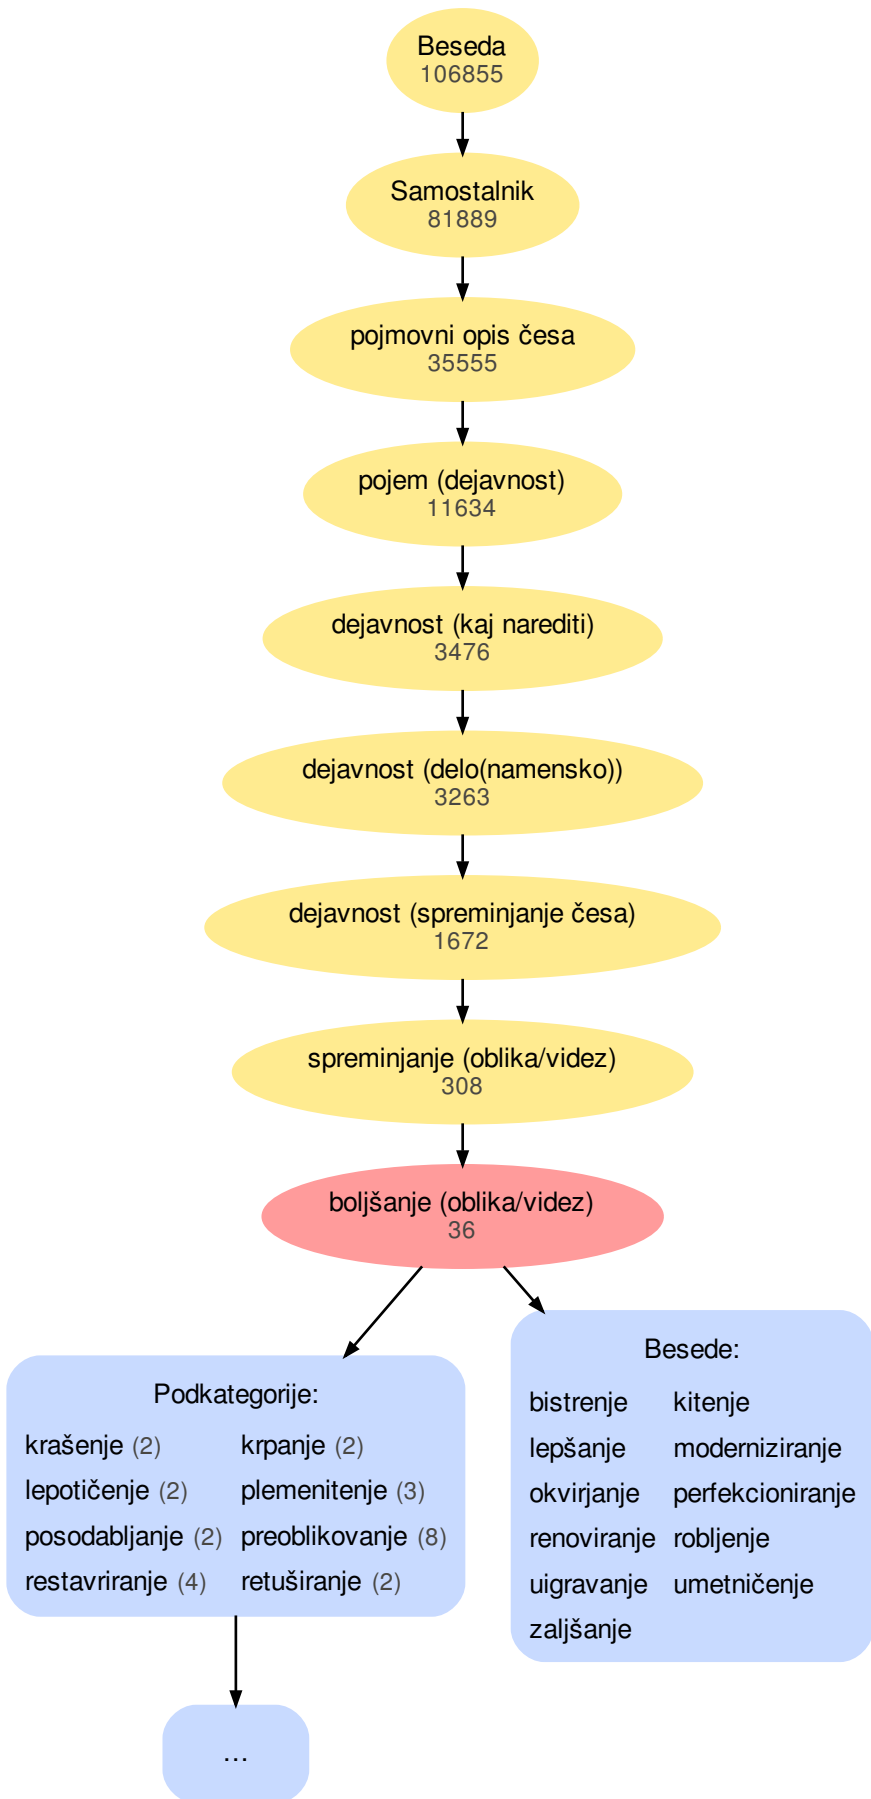 Beseda
106855
Samostalnik
81889
pojmovni opis česa
35555
pojem (dejavnost)
11634
dejavnost (kaj narediti)
3476
dejavnost (delo(namensko))
3263
dejavnost (spreminjanje česa)
1672
spreminjanje (oblika/videz)
308
boljšanje (oblika/videz)
36
Podkategorije:
krašenje (2) krpanje (2)
lepotičenje (2) plemenitenje (3)
posodabljanje (2) preoblikovanje (8)
restavriranje (4) retuširanje (2)
...
Besede:
bistrenje kitenje
lepšanje moderniziranje
okvirjanje perfekcioniranje
renoviranje robljenje
uigravanje umetničenje
zaljšanje